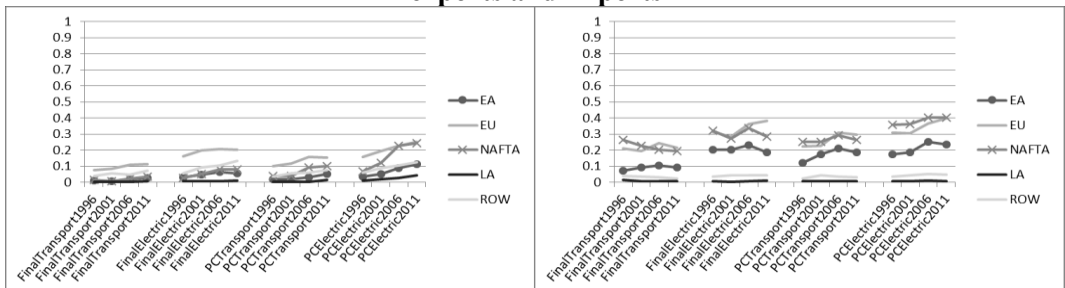 1
0.9
0.8
0.7
0.6
0.5
0.4
0.3
0.2
0.1
0
FinalTransport1996
FinalTransport2001
FinalTransport2006
FinalTransport2011
FinalElectric1996
FinalElectric2001
FinalElectric2006
FinalElectric2011
PCTransport1996
PCTransport2001
PCTransport2006
PCTransport2011
PCElectric1996
PCElectric2001
PCElectric2006
PCElectric2011
EA
EU
NAFTA
LA
ROW
1
0.9
0.8
0.7
0.6
0.5
0.4
0.3
0.2
0.1
0
FinalTransport1996
FinalTransport2001
FinalTransport2006
FinalTransport2011
FinalElectric1996
FinalElectric2001
FinalElectric2006
FinalElectric2011
PCTransport1996
PCTransport2001
PCTransport2006
PCTransport2011
PCElectric1996
PCElectric2001
PCElectric2006
PCElectric2011
EA
EU
NAFTA
LA
ROW